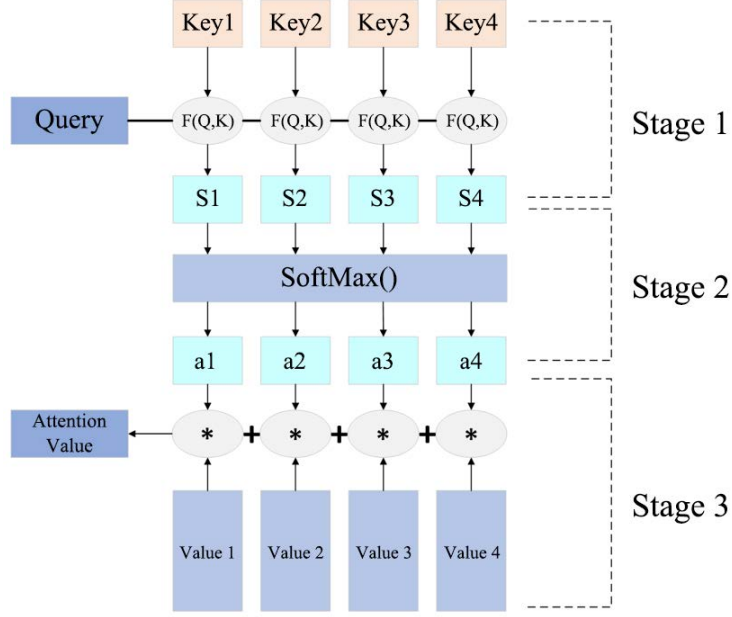 Key1 Key2 Key3 Key4
Query F(Q,K) F(Q,K) F(Q,K) F(Q,K) Stage 1
S1 S2 S3 S4
SoftMax() Stage 2
a1 a2 a3 a4
Attention
Value
* + * + * + *
Stage 3
Value 1 Value 2 Value 3 Value 4